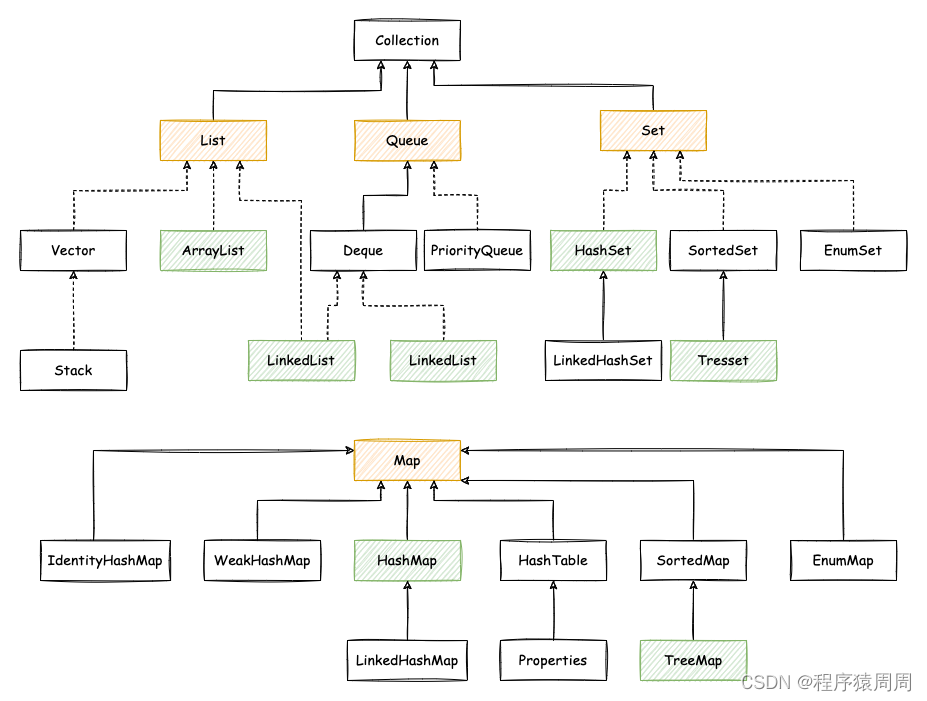 Collection
List
Queue
Set
Vector
ArrayList
Deque
PriorityQueue
HashSet
SortedSet
EnumSet
Stack
LinkedList
LinkedList
LinkedHashSet
Tresset
Map
IdentityHashMap
WeakHashMap
HashMap
HashTable
SortedMap
EnumMap
LinkedHashMap
Properties
TreeMap
CSDN @程序猿周周